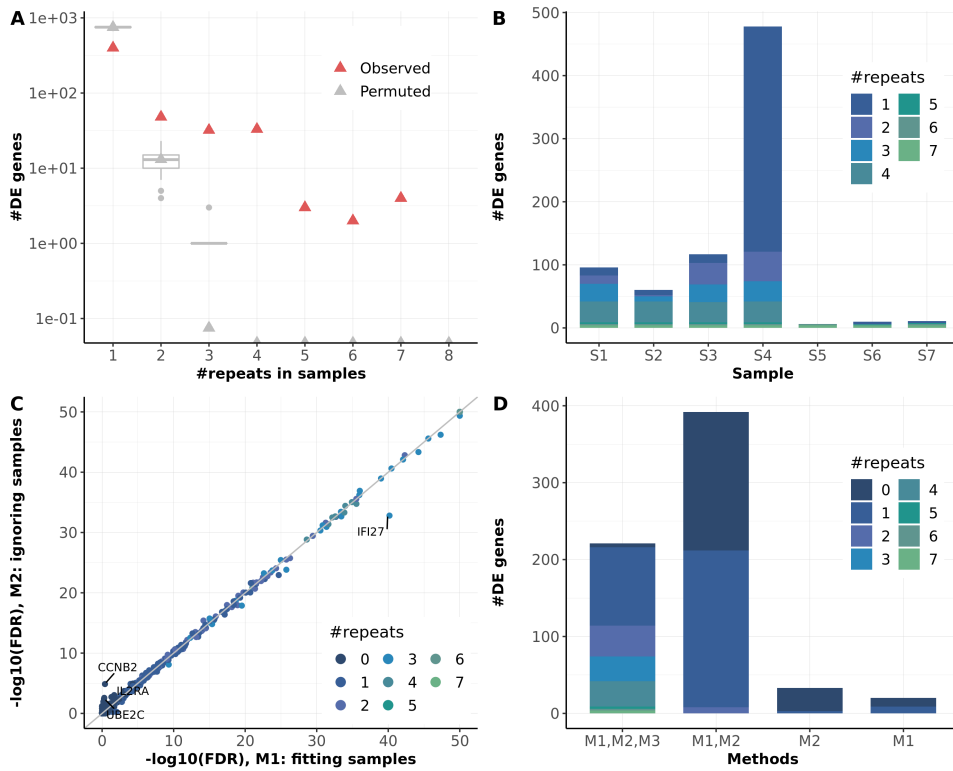 A
1e+03
1e+02
1e+01
1e+00
1e-01
#DE genes
Observed
Permuted
1 2 3 4 5 6 7 8
#repeats in samples
B
500
400
300
200
100
0
#DE genes
#repeats
1 5
2 6
3 7
4
S1 S2 S3 S4 S5 S6 S7
Sample
C
50
40
30
20
10
0
-log10(FDR), M2: ignoring samples
IFI27
CCNB2
IL2RA
UBE2C
#repeats
0 3 6
1 4 7
2 5
0 10 20 30 40 50
-log10(FDR), M1: fitting samples
D
400
300
200
100
0
#DE genes
#repeats
0 4
1 5
2 6
3 7
M1,M2,M3 M1,M2 M2 M1
Methods